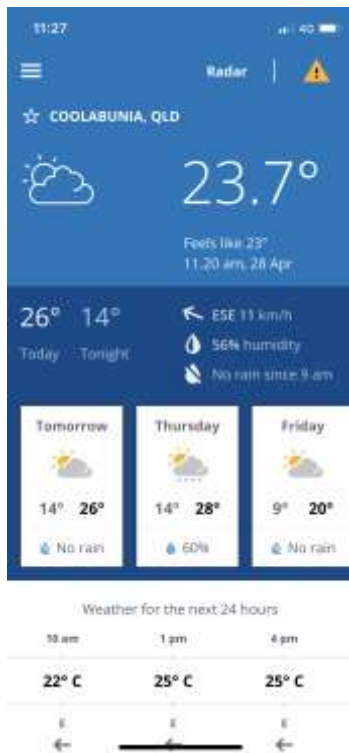 11:27
4G
Radar
COOLABUNIA, QLD
23.7°
Feels like 23°
11.20 am, 28 Apr
26° 14°
Today Tonight
ESE 11 km/h
56% humidity
No rain since 9 am
Tomorrow Thursday Friday
14° 26° 14° 28° 9° 20°
No rain 60% No rain
Weather for the next 24 hours
10 am 1 pm 4 pm
22° C 25° C 25° C
E E E